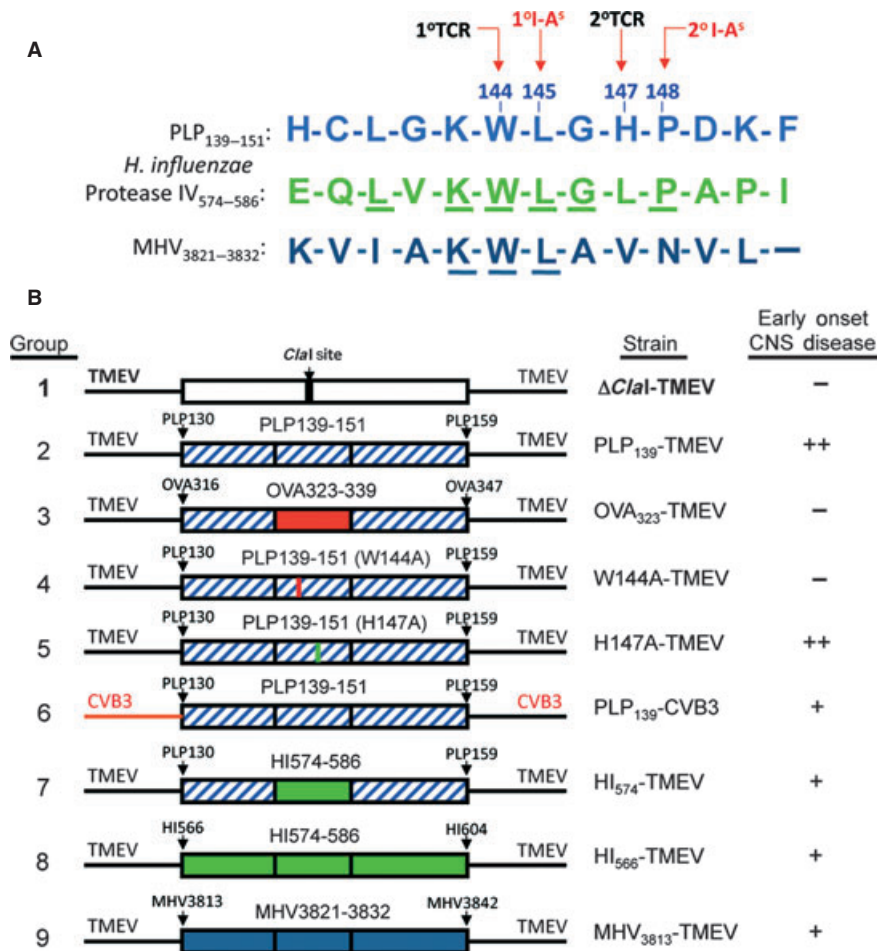 A
1°TCR 1°I-Aˢ 2°TCR 2° I-Aˢ
144 145 147 148
PLP₁₃₉₋₁₅₁: H-C-L-G-K-W-L-G-H-P-D-K-F
H. influenzae
Protease IV₅₇₄₋₅₈₆: E-Q-L-V-K-W-L-G-L-P-A-P-I
MHV₃₈₂₁₋₃₈₃₂: K-V-I-A-K-W-L-A-V-N-V-L-–
B
Group Strain Early onset CNS disease
ClaI site
1 TMEV TMEV ΔClaI-TMEV –
PLP130 PLP139-151 PLP159
2 TMEV TMEV PLP₁₃₉-TMEV ++
OVA316 OVA323-339 OVA347
3 TMEV TMEV OVA₃₂₃-TMEV –
PLP130 PLP139-151 (W144A) PLP159
4 TMEV TMEV W144A-TMEV –
PLP130 PLP139-151 (H147A) PLP159
5 TMEV TMEV H147A-TMEV ++
PLP130 PLP139-151 PLP159
6 CVB3 CVB3 PLP₁₃₉-CVB3 +
PLP130 HI574-586 PLP159
7 TMEV TMEV HI₅₇₄-TMEV +
HI566 HI574-586 HI604
8 TMEV TMEV HI₅₆₆-TMEV +
MHV3813 MHV3821-3832 MHV3842
9 TMEV TMEV MHV₃₈₁₃-TMEV +